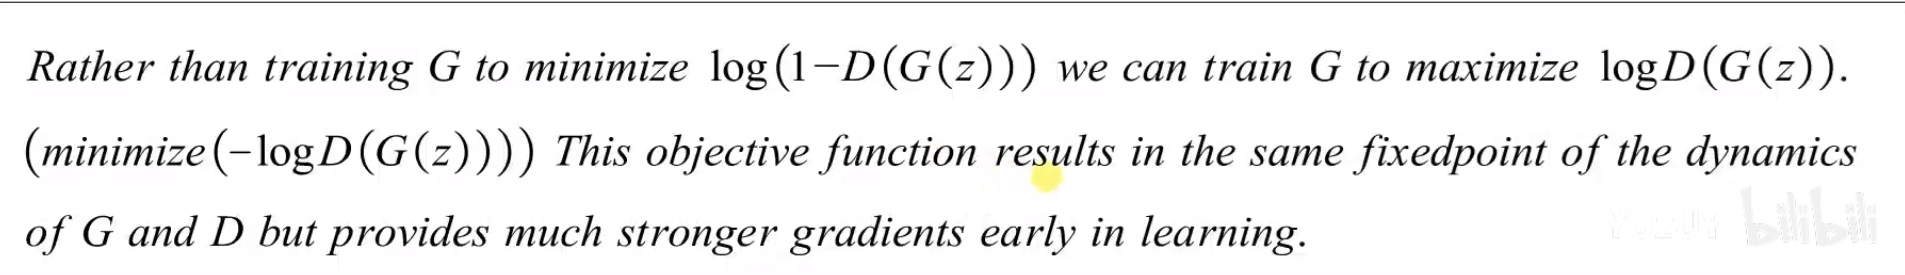 Rather than training G to minimize log(1−D(G(z))) we can train G to maximize logD(G(z)).
(minimize(−logD(G(z)))) This objective function results in the same fixedpoint of the dynamics
of G and D but provides much stronger gradients early in learning.
bilibili